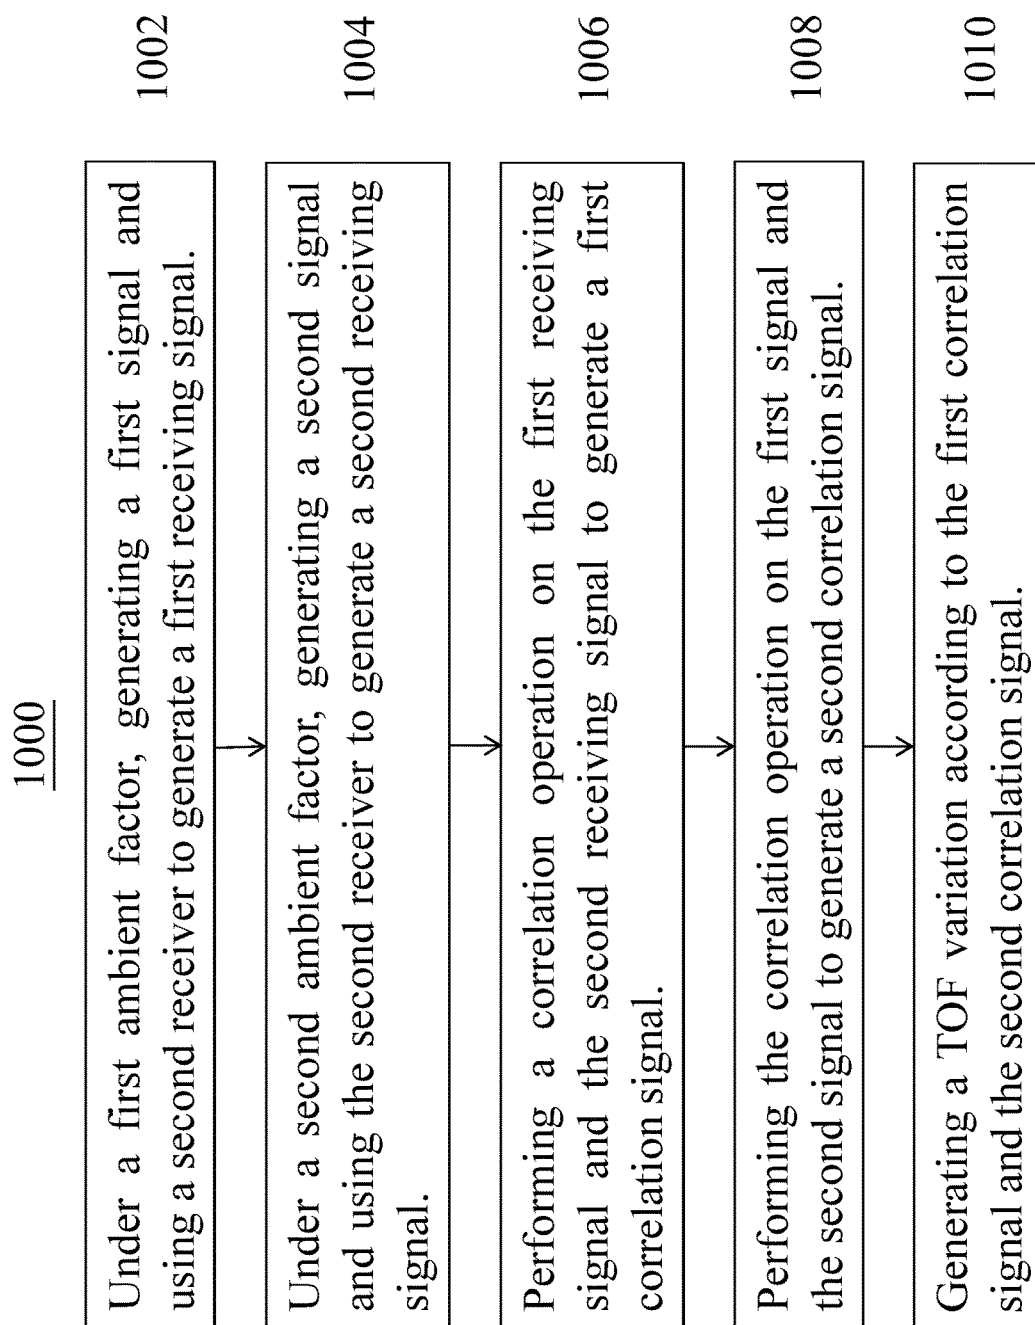 1000
Under a first ambient factor, generating a first signal and
using a second receiver to generate a first receiving signal.
1002
Under a second ambient factor, generating a second signal
and using the second receiver to generate a second receiving
signal.
1004
Performing a correlation operation on the first receiving
signal and the second receiving signal to generate a first
correlation signal.
1006
Performing the correlation operation on the first signal and
the second signal to generate a second correlation signal.
1008
Generating a TOF variation according to the first correlation
signal and the second correlation signal.
1010